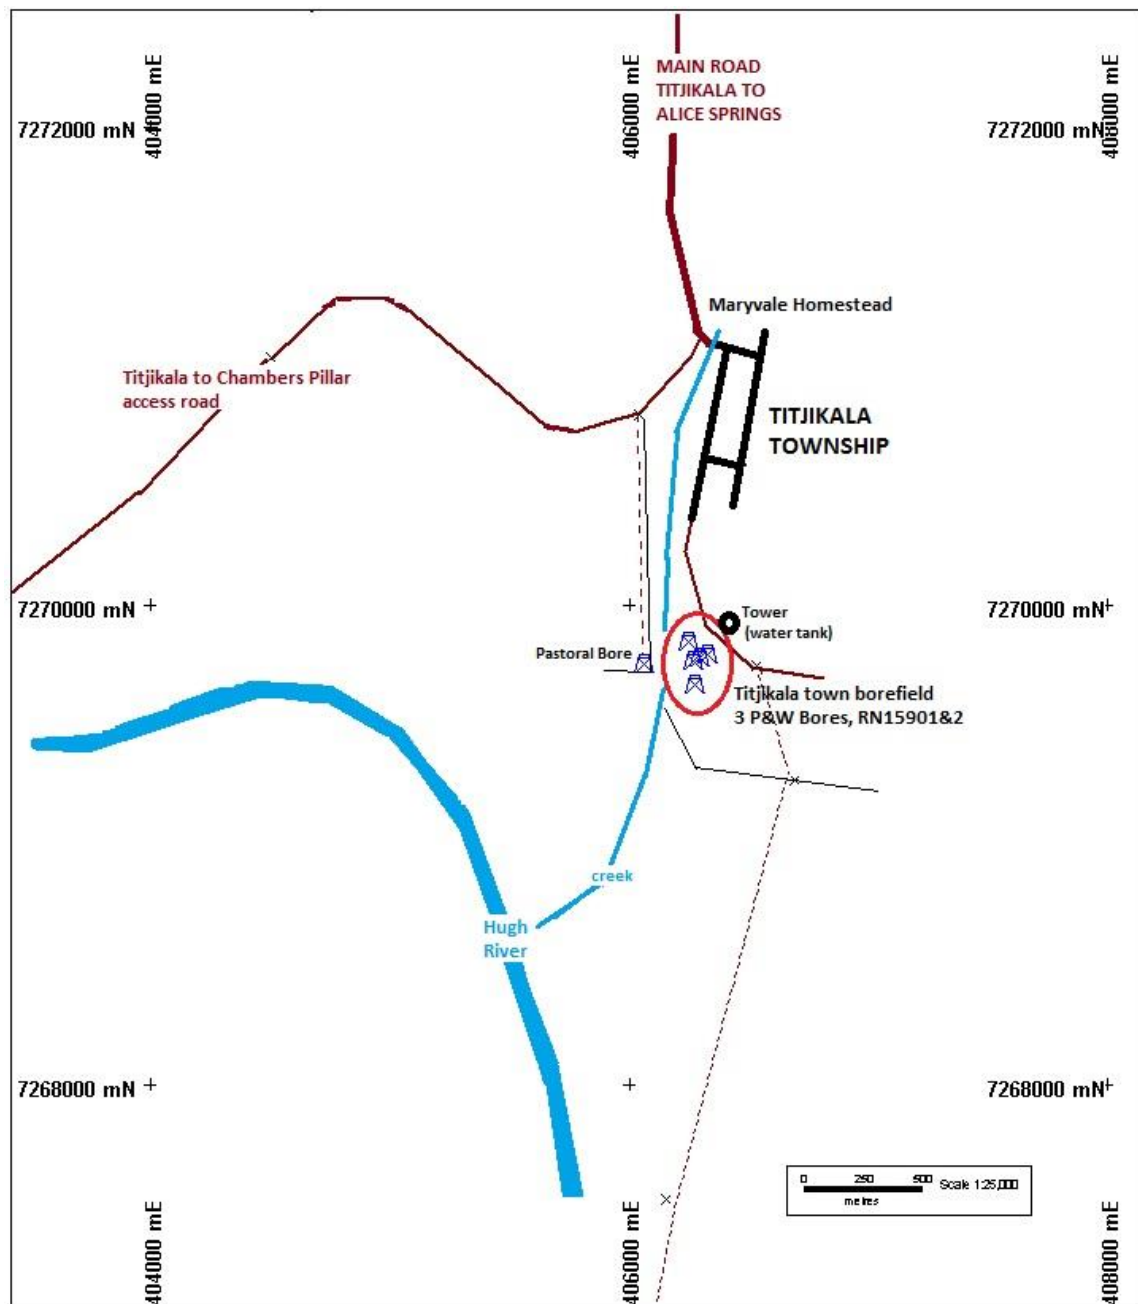 404000 mE
406000 mE
408000 mE
MAIN ROAD
TITJIKALA TO
ALICE SPRINGS
7272000 mN
7272000 mN
Maryvale Homestead
Titjikala to Chambers Pillar
access road
TITJIKALA
TOWNSHIP
7270000 mN
7270000 mN
Tower
(water tank)
Pastoral Bore
Titjikala town borefield
3 P&W Bores, RN15901&2
creek
Hugh
River
7268000 mN
7268000 mN
0 250 500
metres
Scale 1:25,000
404000 mE
406000 mE
408000 mE